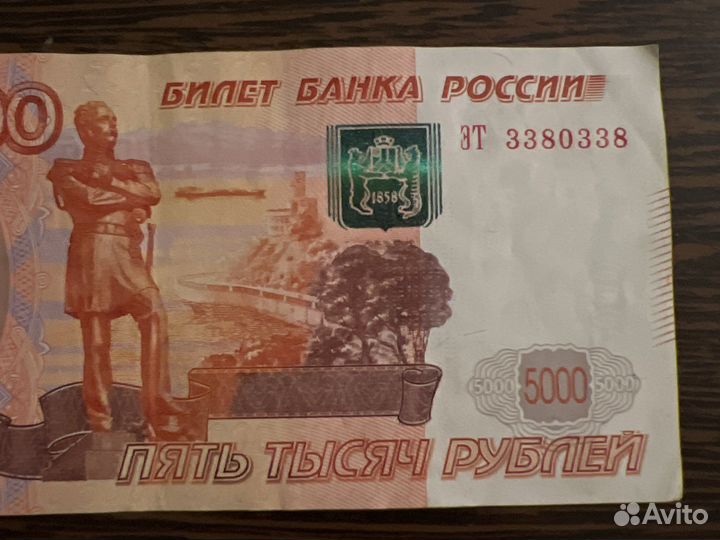 БИЛЕТ БАНКА РОССИИ
ЭТ 3380338
1858
5000 5000 5000
ПЯТЬ ТЫСЯЧ РУБЛЕЙ
Avito